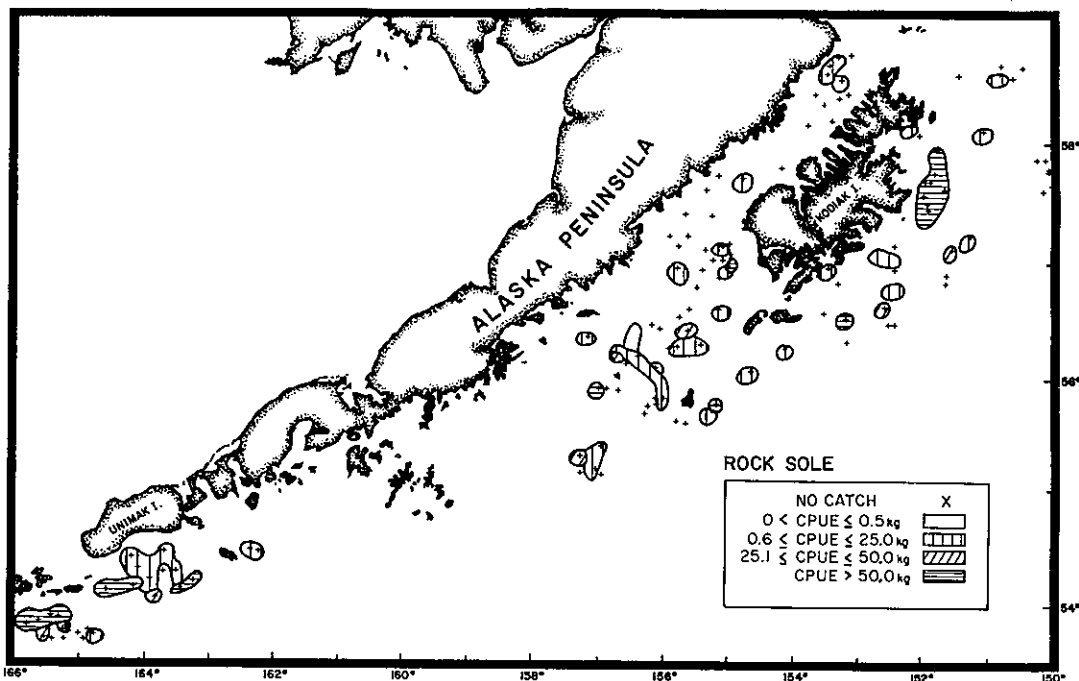 ALASKA PENINSULA
KODIAK I.
UNIMAK I.
58°
56°
54°
ROCK SOLE
NO CATCH X
0 < CPUE ≤ 0.5 kg
0.6 ≤ CPUE ≤ 25.0 kg
25.1 ≤ CPUE ≤ 50.0 kg
CPUE > 50.0 kg
166° 164° 162° 160° 158° 156° 154° 152° 150°